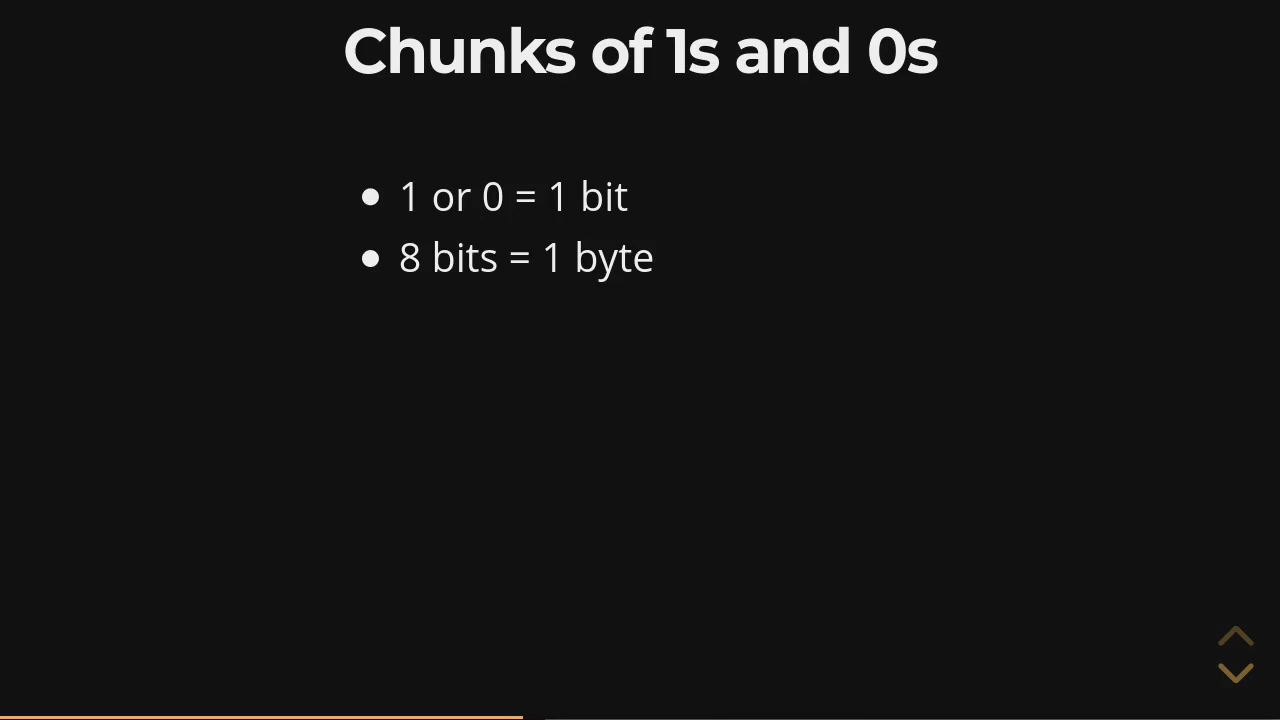 Chunks of 1s and 0s
1 or 0 = 1 bit
8 bits = 1 byte